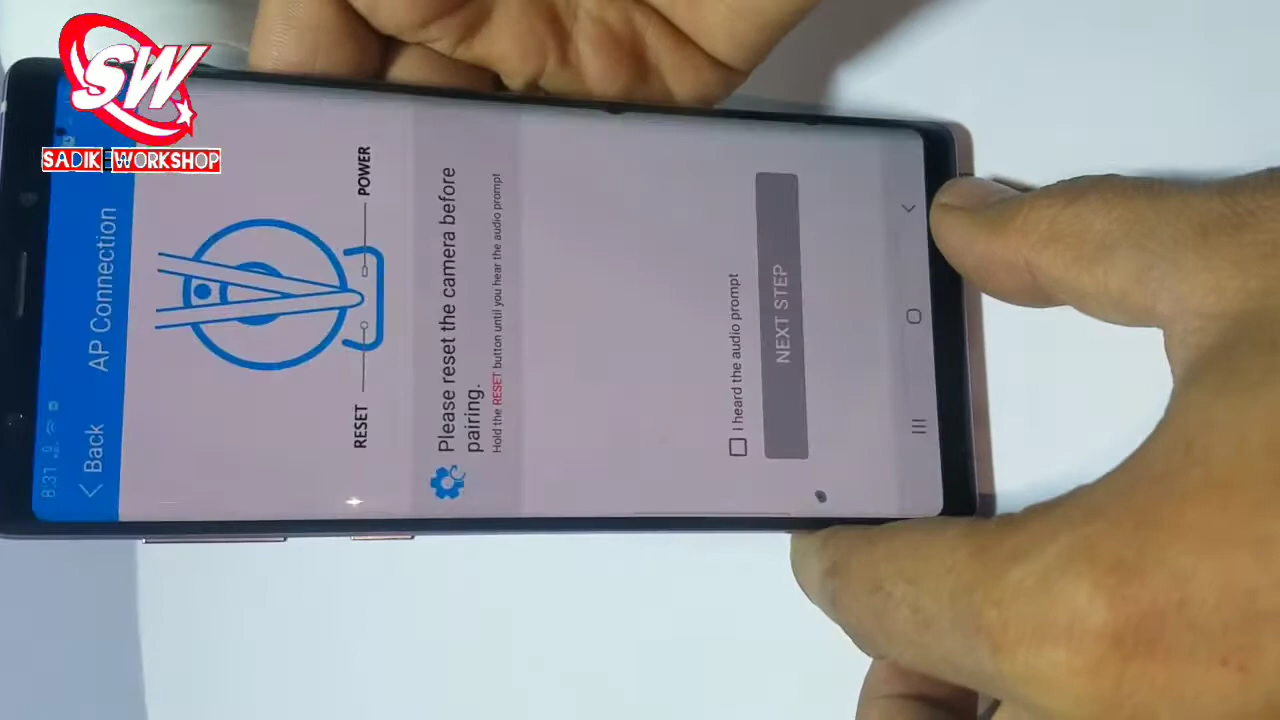 SW
SADIK WORKSHOP
8:31
Back
AP Connection
RESET
POWER
Please reset the camera before
pairing.
Hold the RESET button until you hear the audio prompt
I heard the audio prompt
NEXT STEP